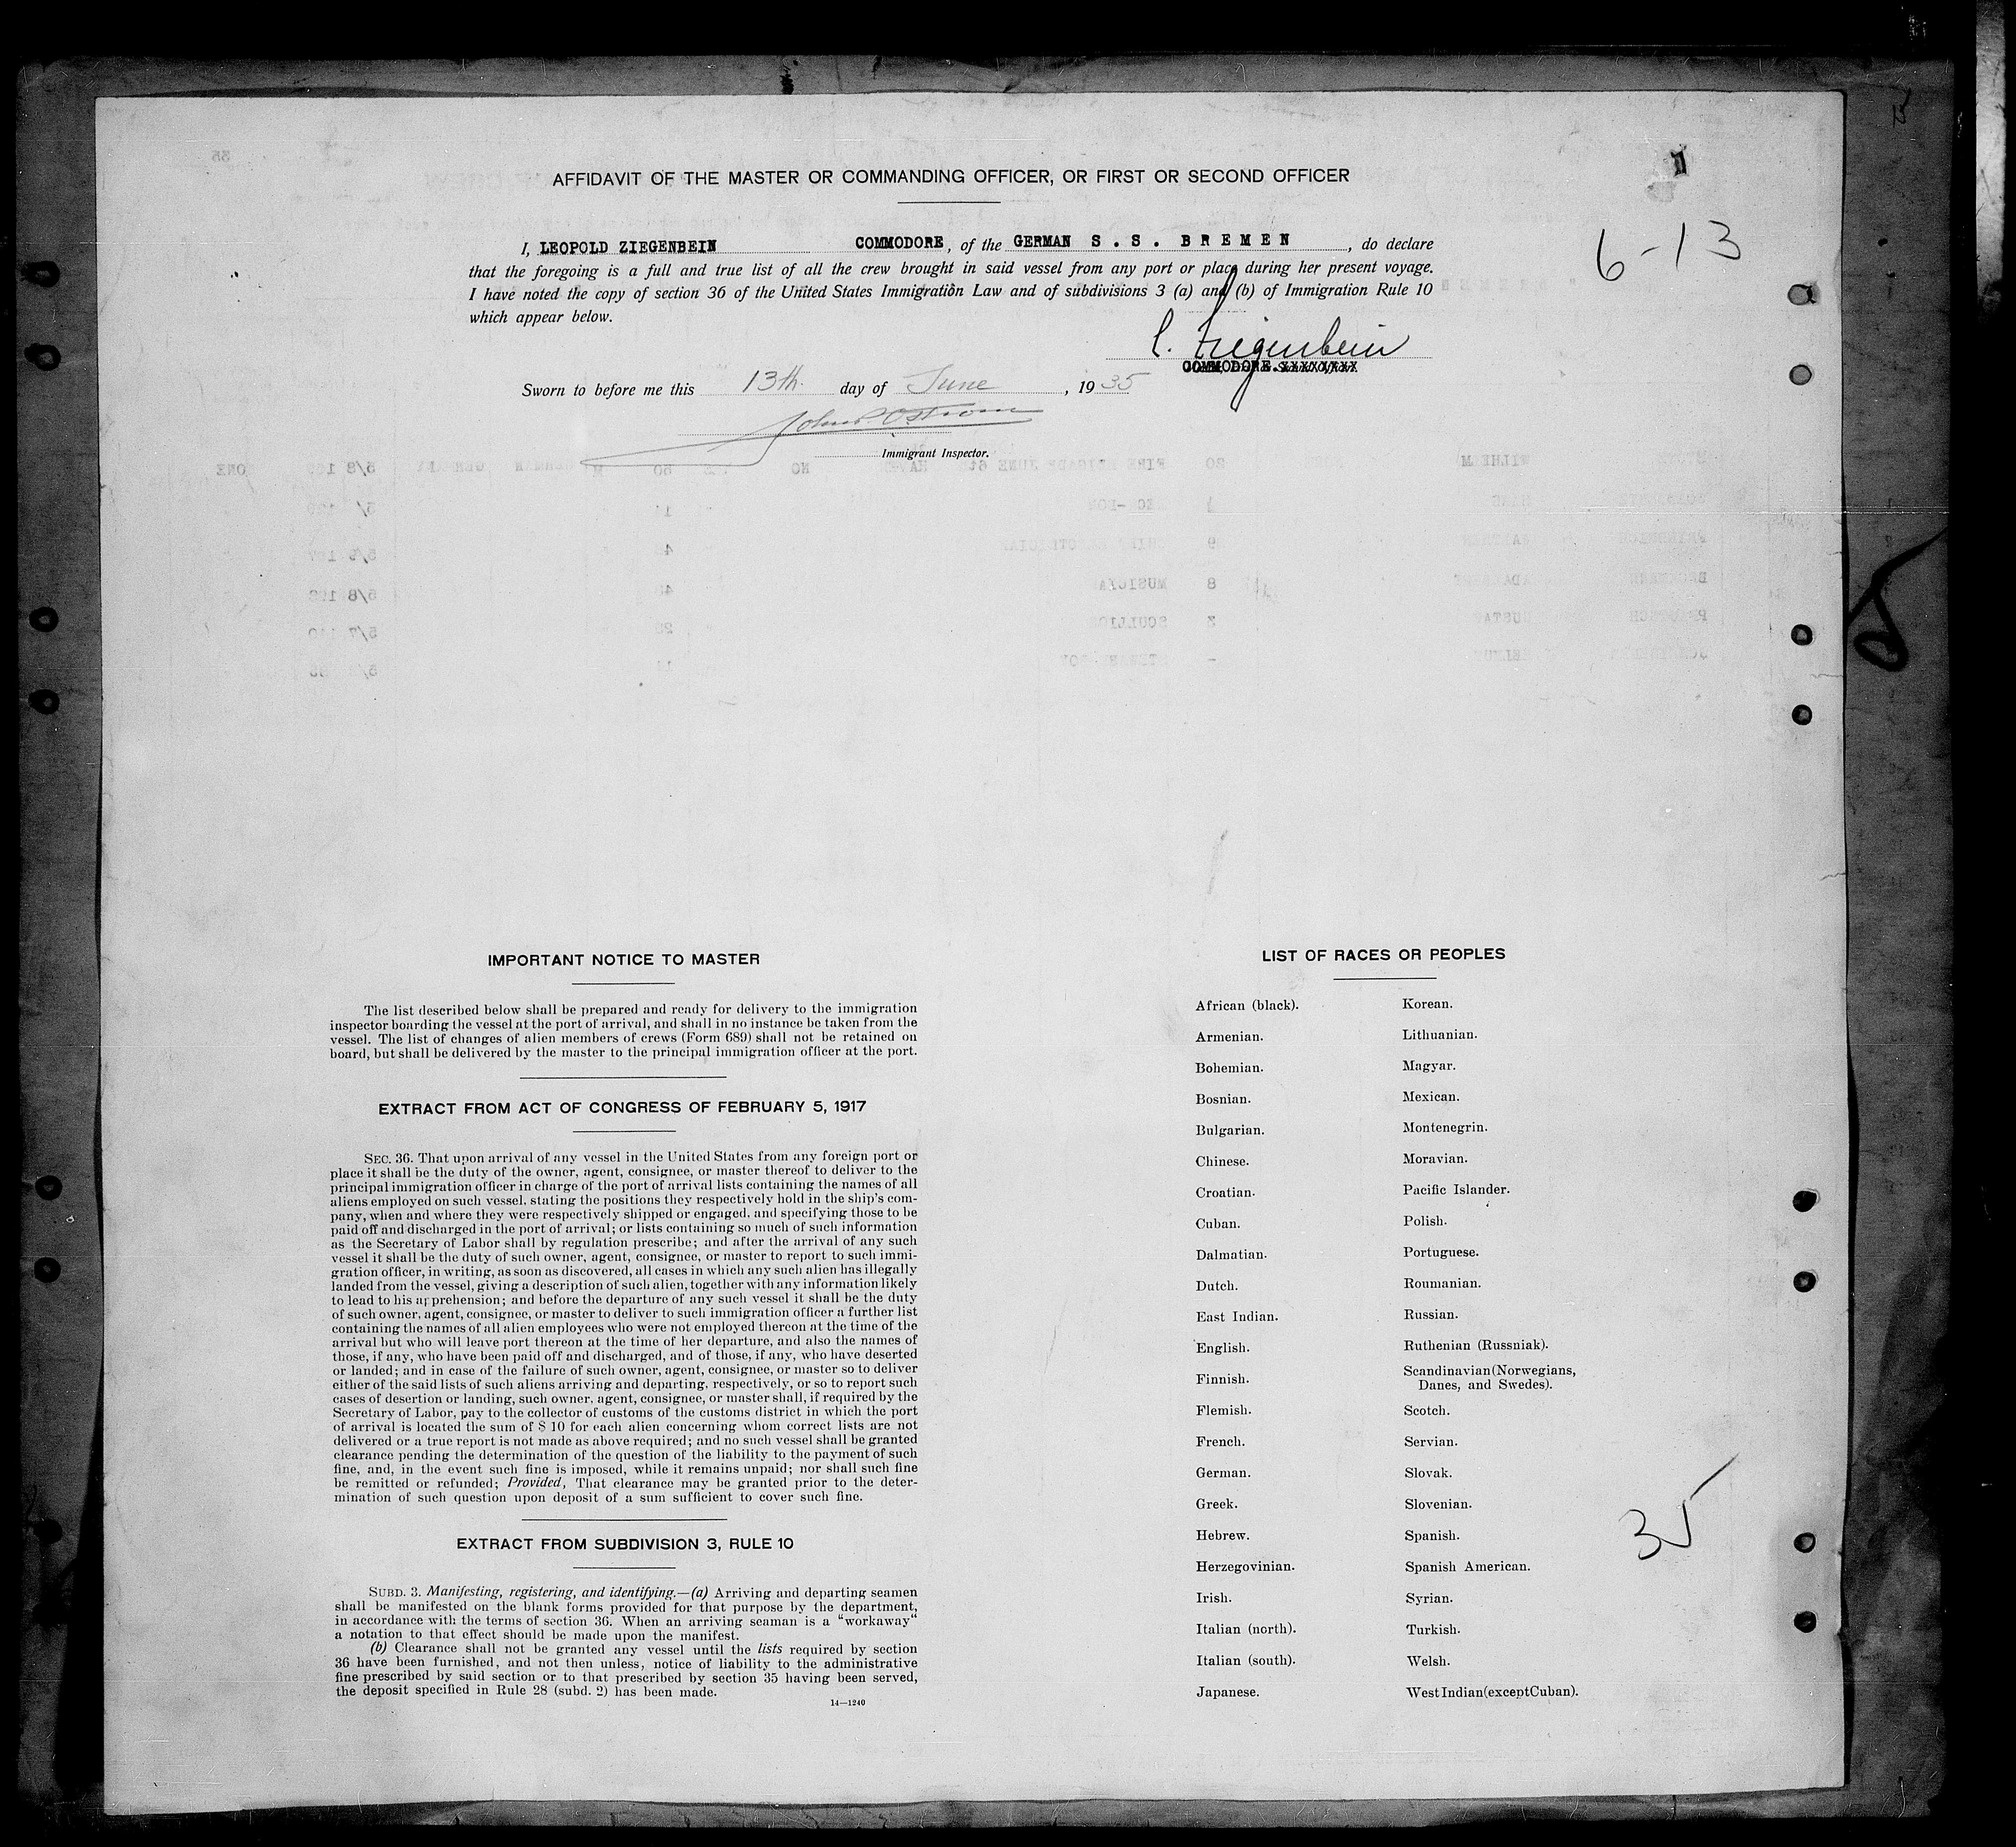 AFFIDAVIT OF THE MASTER OR COMMANDING OFFICER, OR FIRST OR SECOND OFFICER
6-13
I, LEOPOLD ZIEGENBEIN COMMODORE, of the GERMAN S.S. BREMEN, do declare
that the foregoing is a full and true list of all the crew brought in said vessel from any port or place during her present voyage.
I have noted the copy of section 36 of the United States Immigration Law and of subdivisions 3 (a) and (b) of Immigration Rule 10
which appear below.
L. Ziegenbein
COMMODORE.XXXXXXXX
Sworn to before me this 13th. day of June, 1935
John P. Ostrom
Immigrant Inspector.
IMPORTANT NOTICE TO MASTER
The list described below shall be prepared and ready for delivery to the immigration
inspector boarding the vessel at the port of arrival, and shall in no instance be taken from the
vessel. The list of changes of alien members of crews (Form 689) shall not be retained on
board, but shall be delivered by the master to the principal immigration officer at the port.
EXTRACT FROM ACT OF CONGRESS OF FEBRUARY 5, 1917
SEC. 36. That upon arrival of any vessel in the United States from any foreign port or
place it shall be the duty of the owner, agent, consignee, or master thereof to deliver to the
principal immigration officer in charge of the port of arrival lists containing the names of all
aliens employed on such vessel, stating the positions they respectively hold in the ship's com-
pany, when and where they were respectively shipped or engaged, and specifying those to be
paid off and discharged in the port of arrival; or lists containing so much of such information
as the Secretary of Labor shall by regulation prescribe; and after the arrival of any such
vessel it shall be the duty of such owner, agent, consignee, or master to report to such immi-
gration officer, in writing, as soon as discovered, all cases in which any such alien has illegally
landed from the vessel, giving a description of such alien, together with any information likely
to lead to his apprehension; and before the departure of any such vessel it shall be the duty
of such owner, agent, consignee, or master to deliver to such immigration officer a further list
containing the names of all alien employees who were not employed thereon at the time of the
arrival but who will leave port thereon at the time of her departure, and also the names of
those, if any, who have been paid off and discharged, and of those, if any, who have deserted
or landed; and in case of the failure of such owner, agent, consignee, or master so to deliver
either of the said lists of such aliens arriving and departing, respectively, or so to report such
cases of desertion or landing, such owner, agent, consignee, or master shall, if required by the
Secretary of Labor, pay to the collector of customs of the customs district in which the port
of arrival is located the sum of $ 10 for each alien concerning whom correct lists are not
delivered or a true report is not made as above required; and no such vessel shall be granted
clearance pending the determination of the question of the liability to the payment of such
fine, and, in the event such fine is imposed, while it remains unpaid; nor shall such fine
be remitted or refunded; Provided, That clearance may be granted prior to the deter-
mination of such question upon deposit of a sum sufficient to cover such fine.
EXTRACT FROM SUBDIVISION 3, RULE 10
SUBD. 3. Manifesting, registering, and identifying.—(a) Arriving and departing seamen
shall be manifested on the blank forms provided for that purpose by the department,
in accordance with the terms of section 36. When an arriving seaman is a "workaway"
a notation to that effect should be made upon the manifest.
(b) Clearance shall not be granted any vessel until the lists required by section
36 have been furnished, and not then unless, notice of liability to the administrative
fine prescribed by said section or to that prescribed by section 35 having been served,
the deposit specified in Rule 28 (subd. 2) has been made.
14—1240
LIST OF RACES OR PEOPLES
African (black).
Armenian.
Bohemian.
Bosnian.
Bulgarian.
Chinese.
Croatian.
Cuban.
Dalmatian.
Dutch.
East Indian.
English.
Finnish.
Flemish.
French.
German.
Greek.
Hebrew.
Herzegovinian.
Irish.
Italian (north).
Italian (south).
Japanese.
Korean.
Lithuanian.
Magyar.
Mexican.
Montenegrin.
Moravian.
Pacific Islander.
Polish.
Portuguese.
Roumanian.
Russian.
Ruthenian (Russniak).
Scandinavian (Norwegians,
Danes, and Swedes).
Scotch.
Servian.
Slovak.
Slovenian.
Spanish.
Spanish American.
Syrian.
Turkish.
Welsh.
West Indian (except Cuban).
35